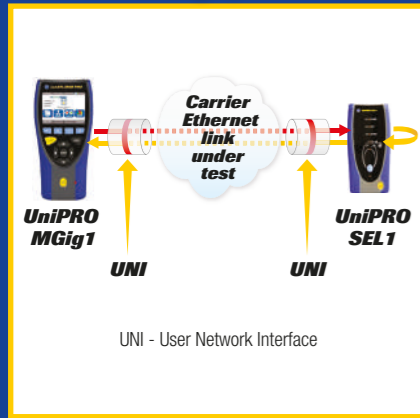 Carrier
Ethernet
link
under
test
UniPRO
MGig1
UniPRO
SEL1
UNI
UNI
UNI - User Network Interface